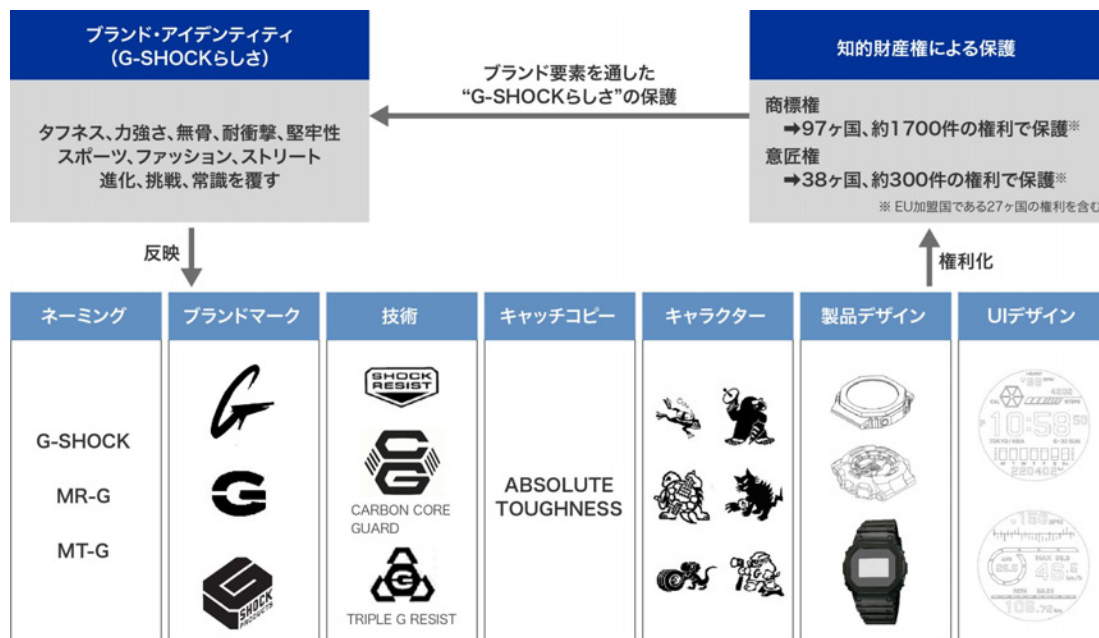 ブランド・アイデンティティ
(G-SHOCKらしさ)
タフネス、力強さ、無骨、耐衝撃、堅牢性
スポーツ、ファッション、ストリート
進化、挑戦、常識を覆す
ブランド要素を通した
“G-SHOCKらしさ”の保護
知的財産権による保護
商標権
➡97ヶ国、約1700件の権利で保護※
意匠権
➡38ヶ国、約300件の権利で保護※
※ EU加盟国である27ヶ国の権利を含む
反映
権利化
ネーミング
G-SHOCK
MR-G
MT-G
ブランドマーク
G
G
G
SHOCK
PRODUCTS
技術
SHOCK
RESIST
CG
CARBON CORE
GUARD
G
TRIPLE G RESIST
キャッチコピー
ABSOLUTE
TOUGHNESS
キャラクター
製品デザイン
UIデザイン
4232
10:58 50
TOKYO/ASIA 6-30/SUN
220402